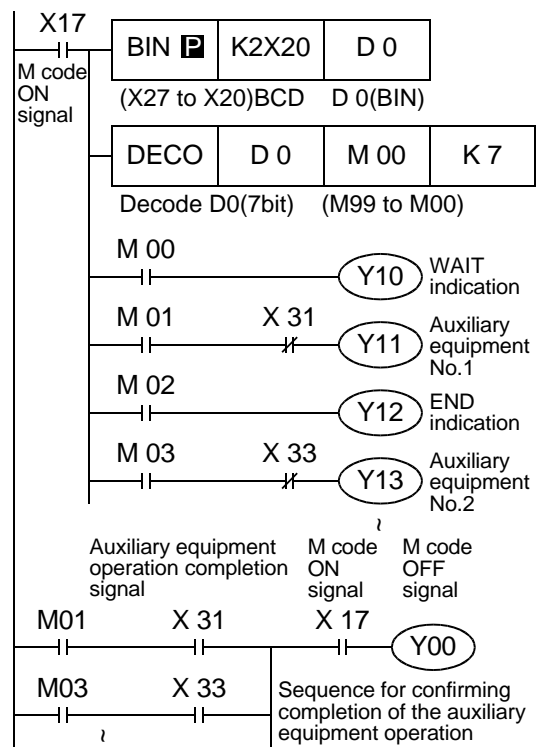 X17
BIN P K2X20 D 0
M code
ON
signal
(X27 to X20)BCD D 0(BIN)
DECO D 0 M 00 K 7
Decode D0(7bit) (M99 to M00)
M 00
Y10 WAIT
indication
M 01 X 31
Y11 Auxiliary
equipment
No.1
M 02
Y12 END
indication
M 03 X 33
Y13 Auxiliary
equipment
No.2
Auxiliary equipment
operation completion
signal
M code
ON
signal
M code
OFF
signal
M01 X 31 X 17
Y00
M03 X 33
Sequence for confirming
completion of the auxiliary
equipment operation